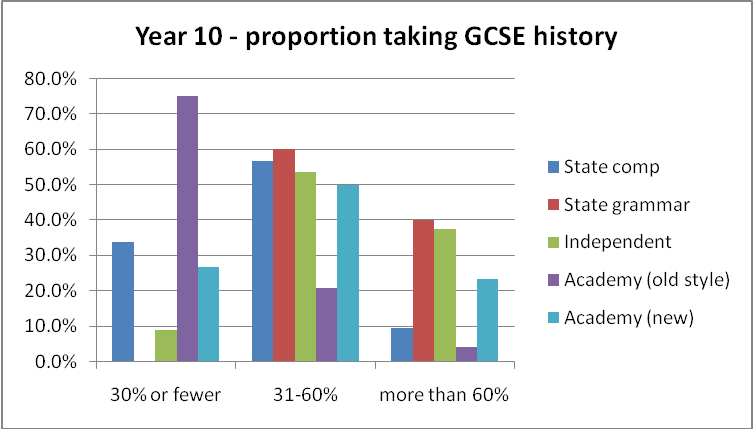 Year 10 - proportion taking GCSE history
80.0%
70.0%
60.0%
50.0%
40.0%
30.0%
20.0%
10.0%
0.0%
30% or fewer
31-60%
more than 60%
State comp
State grammar
Independent
Academy (old style)
Academy (new)